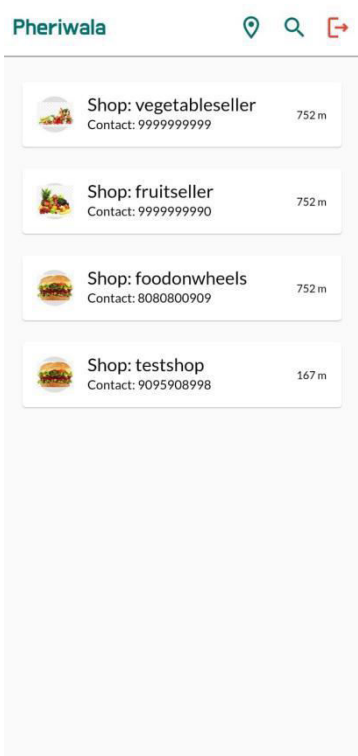 Pheriwala
Shop: vegetableseller
Contact: 9999999999
752 m
Shop: fruitseller
Contact: 9999999990
752 m
Shop: foodonwheels
Contact: 8080800909
752 m
Shop: testshop
Contact: 9095908998
167 m